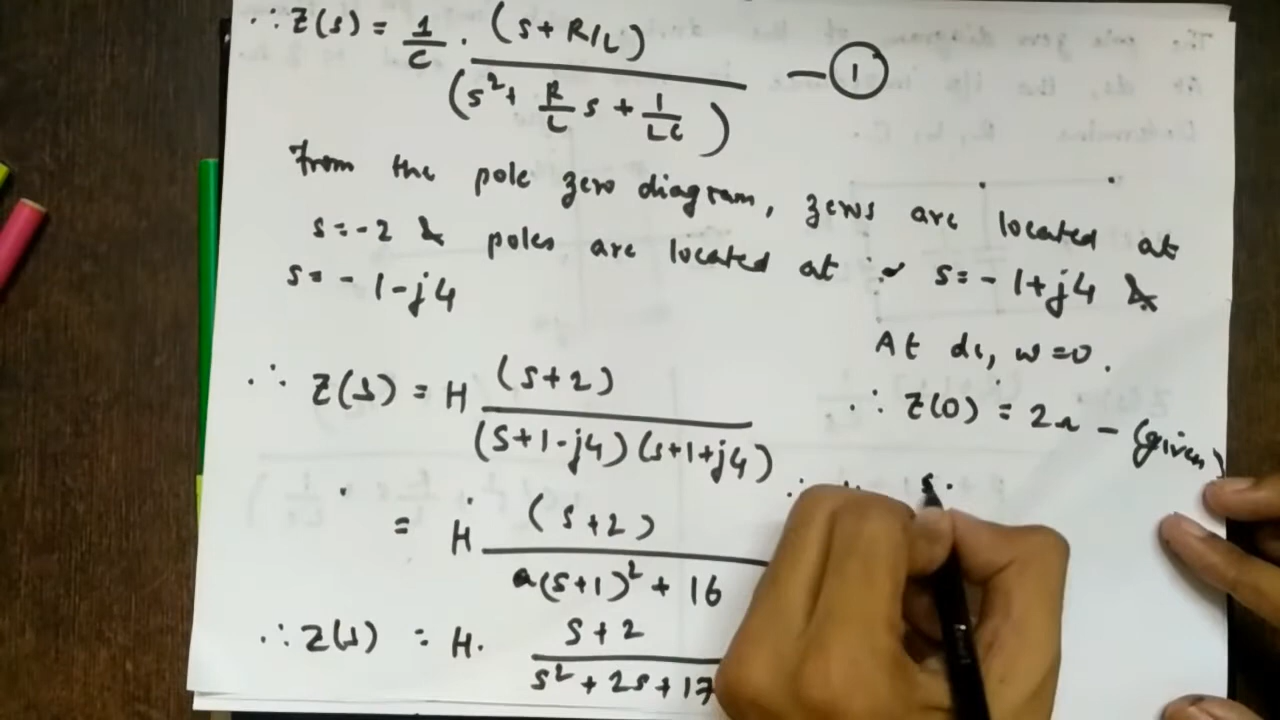 ∴ Z(s) = 1/C · (s + R/L) / (s² + R/L s + 1/LC) — ①
From the pole zero diagram, zeros are located at
s = -2 & poles are located at s = -1+j4 &
s = -1-j4
At dc, w=0.
∴ Z(0) = 2Ω - (given)
∴ Z(s) = H (s+2) / (s+1-j4)(s+1+j4)
= H (s+2) / (s+1)² + 16
∴ Z(s) = H. s+2 / s² + 2s + 17